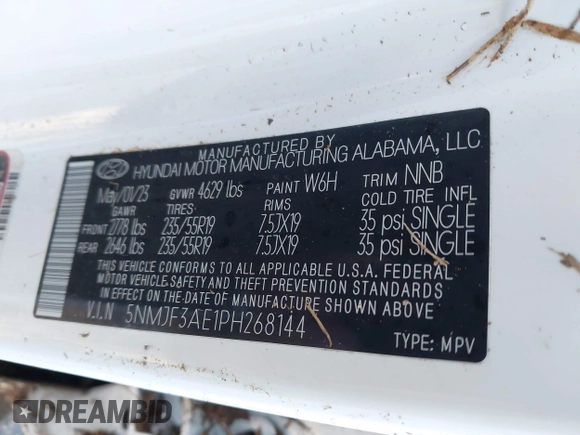 MANUFACTURED BY
HYUNDAI MOTOR MANUFACTURING ALABAMA, LLC
May/01/23 GVWR 4629 lbs PAINT W6H TRIM NNB
GAWR TIRES RIMS COLD TIRE INFL
FRONT 2778 lbs 235/55R19 7.5JX19 35 psi SINGLE
REAR 2646 lbs 235/55R19 7.5JX19 35 psi SINGLE
THIS VEHICLE CONFORMS TO ALL APPLICABLE U.S.A. FEDERAL
MOTOR VEHICLE SAFETY AND THEFT PREVENTION STANDARDS
IN EFFECT ON THE DATE OF MANUFACTURE SHOWN ABOVE.
V.I.N 5NMJF3AE1PH268144
TYPE: MPV
DREAMBID